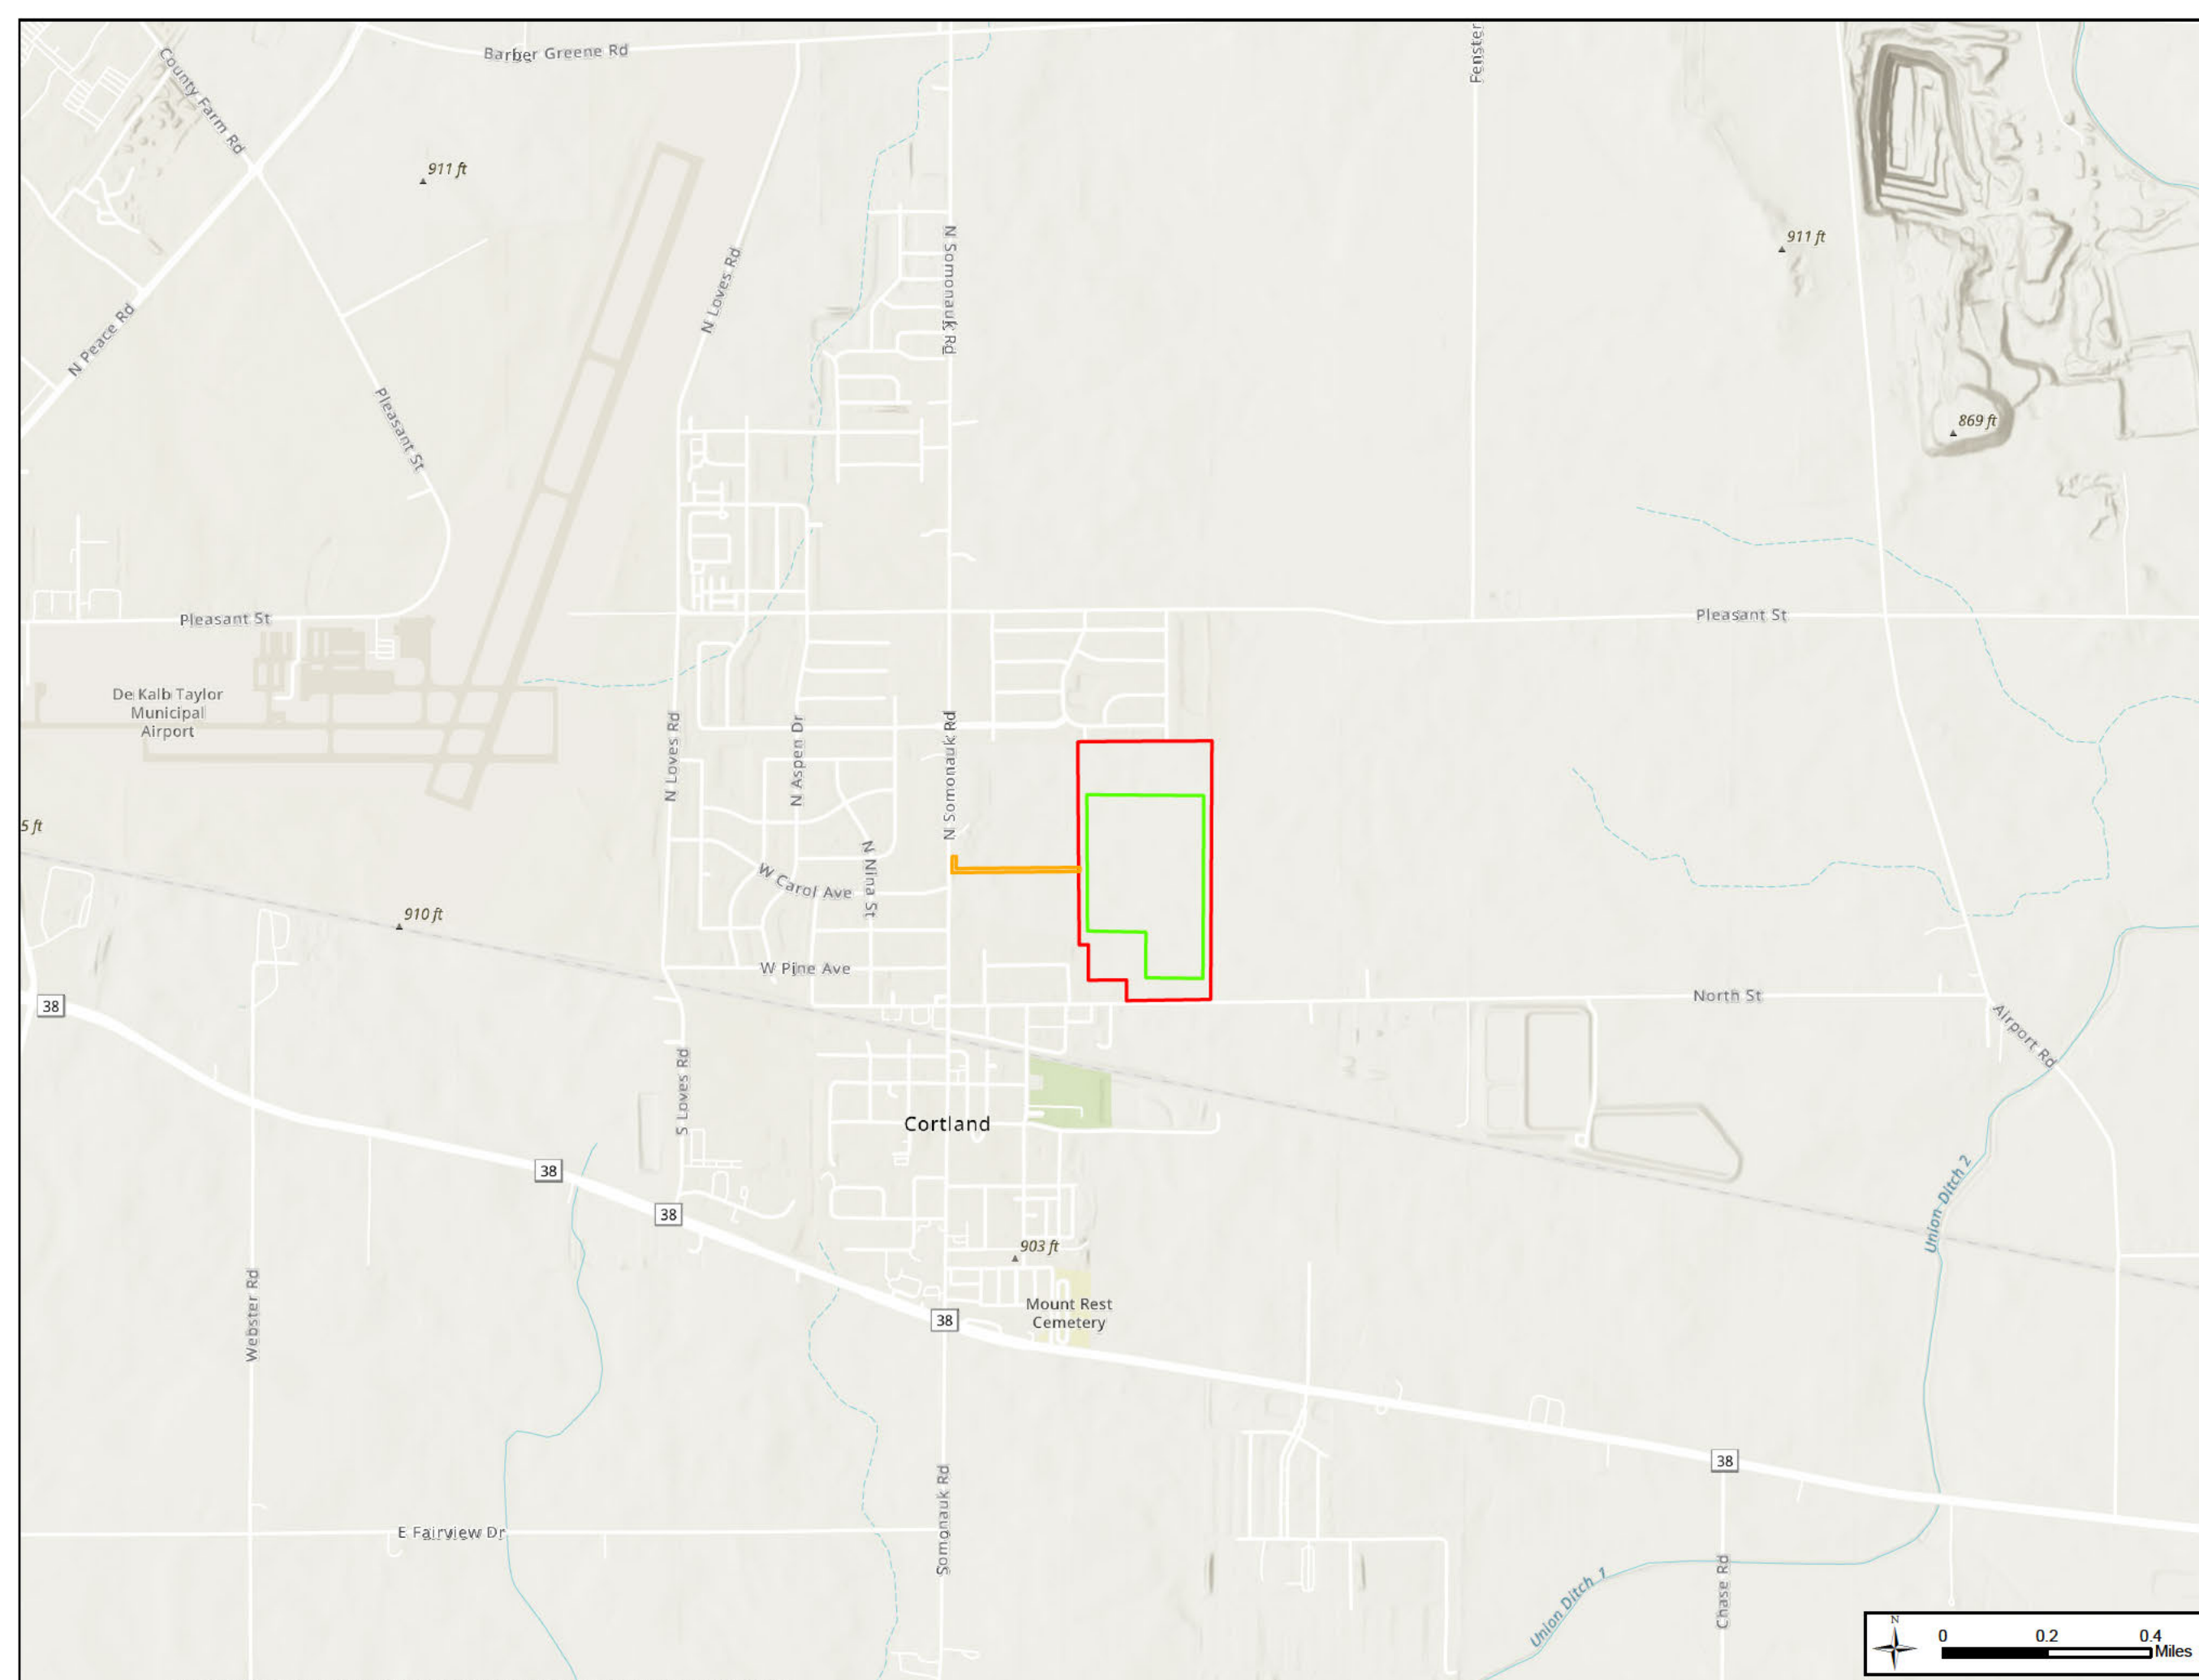 Barber Greene Rd
County Farm Rd
Fenster
911 ft
N Somonauk Rd
911 ft
N Loves Rd
N Peace Rd
Pleasant St
869 ft
Pleasant St
Pleasant St
De Kalb Taylor
Municipal
Airport
N Loves Rd
N Aspen Dr
N Somonauk Rd
5 ft
N Nina St
W Carol Ave
910 ft
W Pine Ave
North St
38
Airport Rd
S Loves Rd
Cortland
38
Union Ditch 2
38
903 ft
Webster Rd
Mount Rest
Cemetery
38
38
Somonauk Rd
E Fairview Dr
Chase Rd
Union Ditch 1
N
0 0.2 0.4
Miles